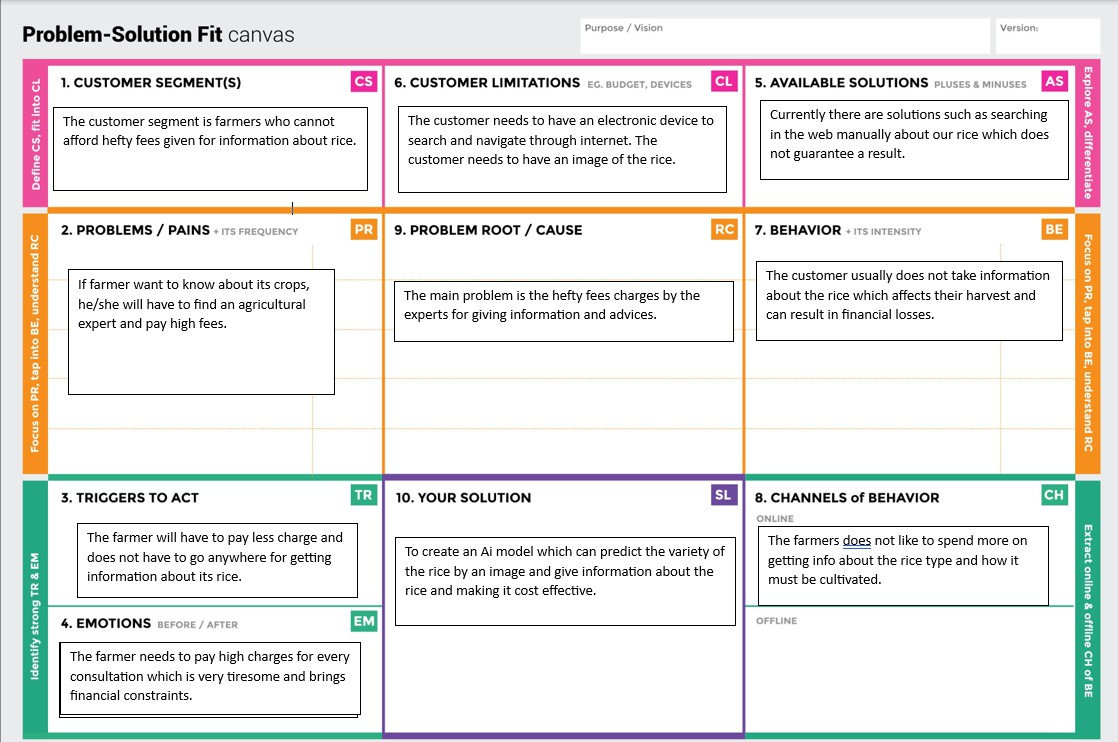 Problem-Solution Fit canvas
Purpose / Vision
Version:
Define CS, fit into CL
1. CUSTOMER SEGMENT(S)
CS
The customer segment is farmers who cannot
afford hefty fees given for information about rice.
6. CUSTOMER LIMITATIONS EG. BUDGET, DEVICES
CL
The customer needs to have an electronic device to
search and navigate through internet. The
customer needs to have an image of the rice.
5. AVAILABLE SOLUTIONS PLUSES & MINUSES
AS
Currently there are solutions such as searching
in the web manually about our rice which does
not guarantee a result.
Explore AS, differentiate
Focus on PR, tap into BE, understand RC
2. PROBLEMS / PAINS + ITS FREQUENCY
PR
If farmer want to know about its crops,
he/she will have to find an agricultural
expert and pay high fees.
9. PROBLEM ROOT / CAUSE
RC
The main problem is the hefty fees charges by the
experts for giving information and advices.
7. BEHAVIOR + ITS INTENSITY
BE
The customer usually does not take information
about the rice which affects their harvest and
can result in financial losses.
Focus on PR, tap into BE, understand RC
Identify strong TR & EM
3. TRIGGERS TO ACT
TR
The farmer will have to pay less charge and
does not have to go anywhere for getting
information about its rice.
4. EMOTIONS BEFORE / AFTER
EM
The farmer needs to pay high charges for every
consultation which is very tiresome and brings
financial constraints.
10. YOUR SOLUTION
SL
To create an Ai model which can predict the variety of
the rice by an image and give information about the
rice and making it cost effective.
8. CHANNELS of BEHAVIOR
CH
ONLINE
The farmers does not like to spend more on
getting info about the rice type and how it
must be cultivated.
OFFLINE
Extract online & offline CH of BE